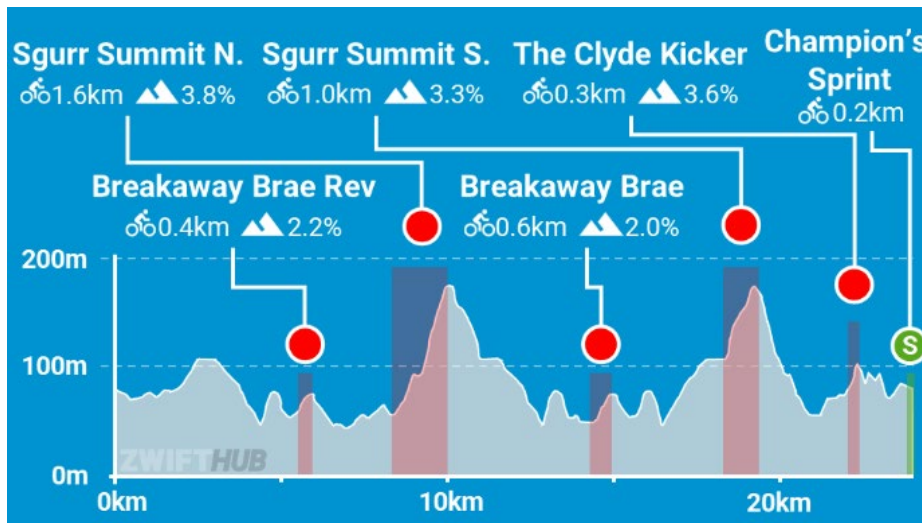 Sgurr Summit N.
1.6km 3.8%
Sgurr Summit S.
1.0km 3.3%
The Clyde Kicker
0.3km 3.6%
Champion's
Sprint
0.2km
Breakaway Brae Rev
0.4km 2.2%
Breakaway Brae
0.6km 2.0%
200m
100m
S
0m
ZWIFTHUB
0km
10km
20km